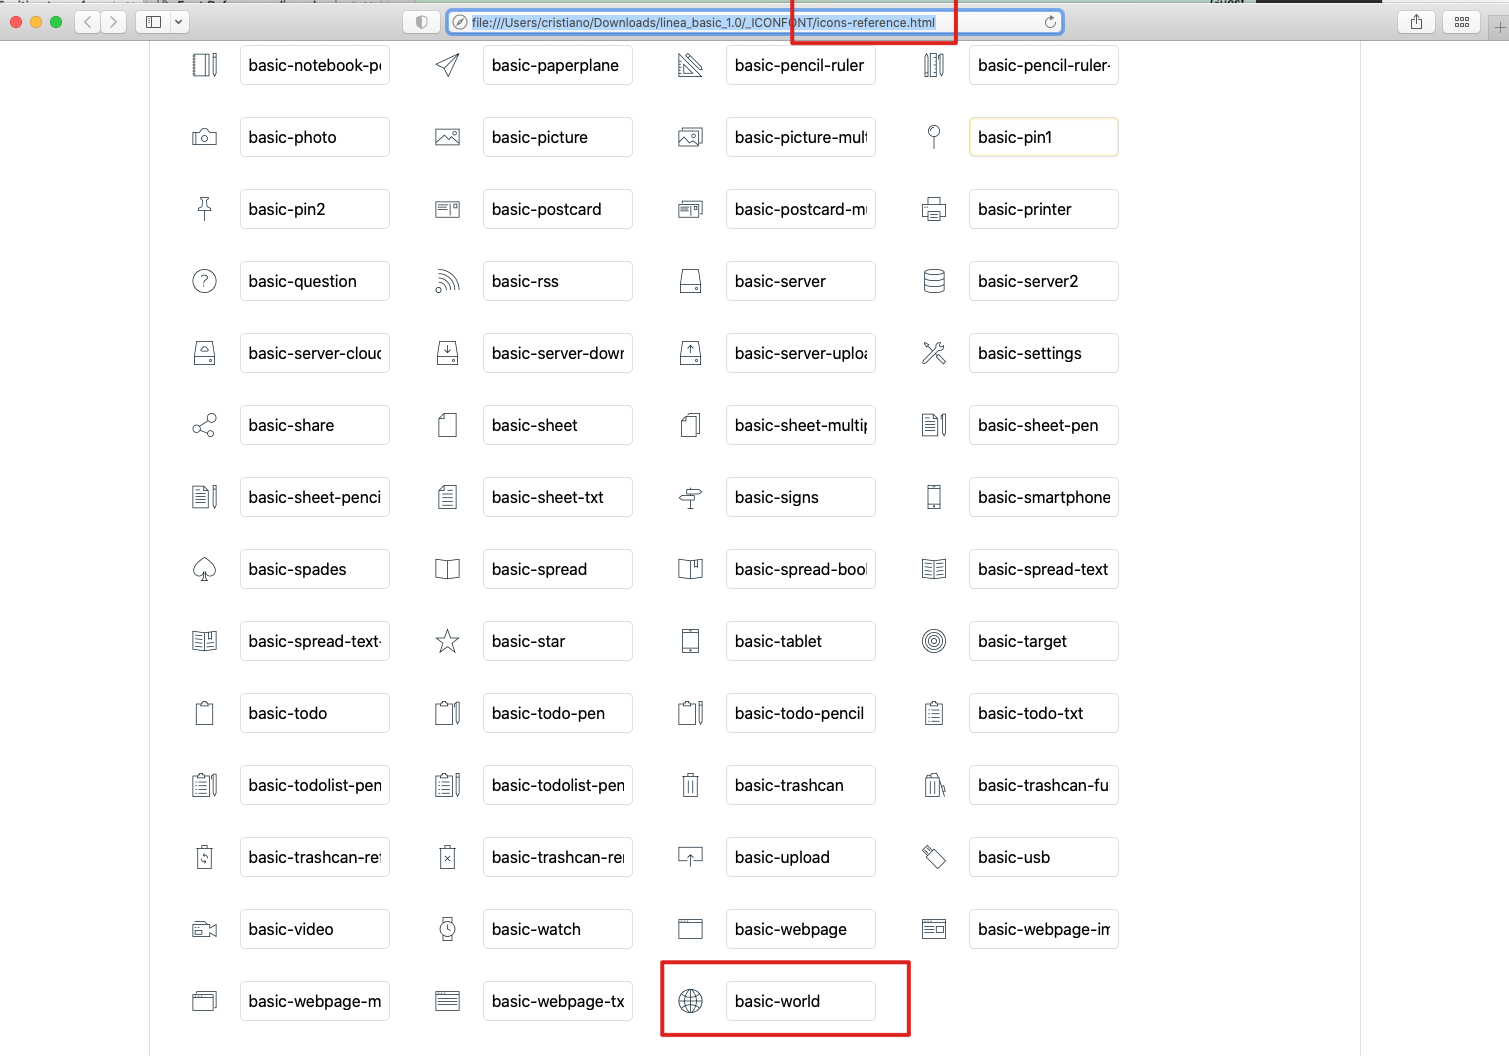 file:///Users/cristiano/Downloads/linea_basic_1.0/_ICONFONT/icons-reference.html
basic-notebook-p
basic-paperplane
basic-pencil-ruler
basic-pencil-ruler-
basic-photo
basic-picture
basic-picture-mul
basic-pin1
basic-pin2
basic-postcard
basic-postcard-m
basic-printer
basic-question
basic-rss
basic-server
basic-server2
basic-server-cloud
basic-server-down
basic-server-uploa
basic-settings
basic-share
basic-sheet
basic-sheet-multip
basic-sheet-pen
basic-sheet-penci
basic-sheet-txt
basic-signs
basic-smartphone
basic-spades
basic-spread
basic-spread-boo
basic-spread-text
basic-spread-text-
basic-star
basic-tablet
basic-target
basic-todo
basic-todo-pen
basic-todo-pencil
basic-todo-txt
basic-todolist-pen
basic-todolist-pen
basic-trashcan
basic-trashcan-fu
basic-trashcan-re
basic-trashcan-re
basic-upload
basic-usb
basic-video
basic-watch
basic-webpage
basic-webpage-im
basic-webpage-m
basic-webpage-tx
basic-world